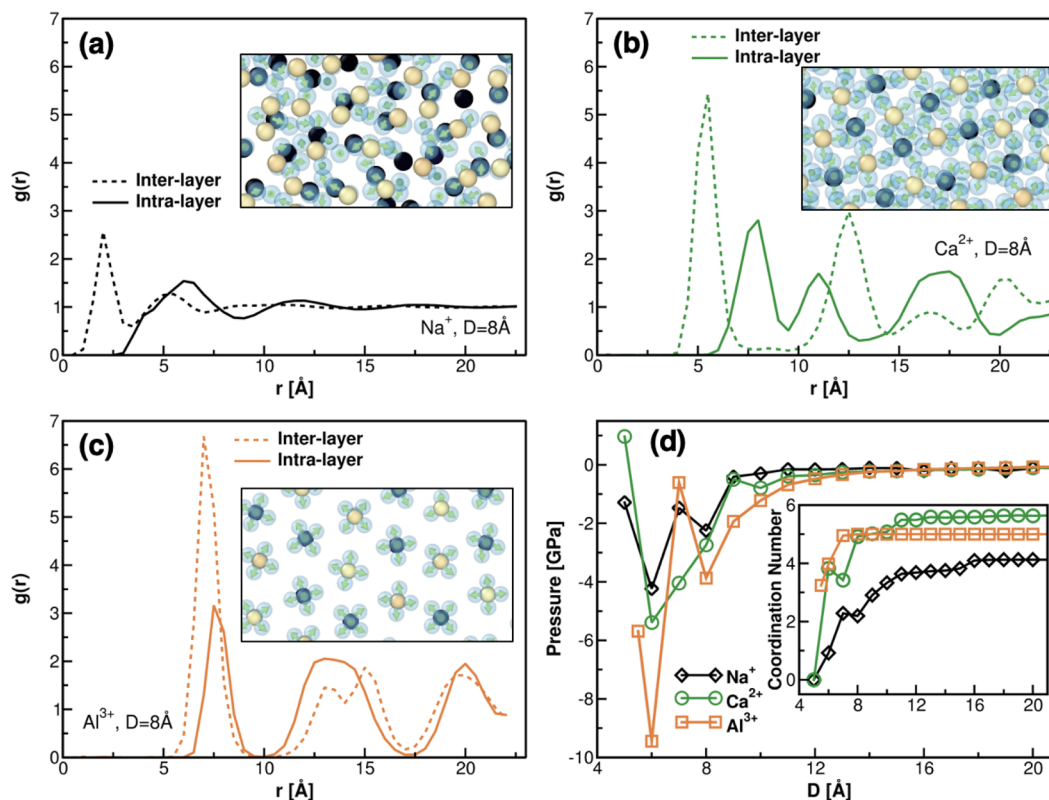 (a)
Inter-layer
Intra-layer
Na+, D=8Å
g(r)
7
6
5
4
3
2
1
0
0 5 10 15 20
r [Å]
(b)
Inter-layer
Intra-layer
Ca2+, D=8Å
g(r)
7
6
5
4
3
2
1
0
0 5 10 15 20
r [Å]
(c)
Inter-layer
Intra-layer
Al3+, D=8Å
g(r)
7
6
5
4
3
2
1
0
0 5 10 15 20
r [Å]
(d)
Pressure [GPa]
0
-2
-4
-6
-8
-10
4 8 12 16 20
D [Å]
Na+
Ca2+
Al3+
Coordination Number
6
4
2
0
4 6 8 10 12 14 16 18 20